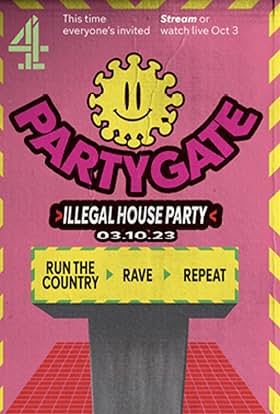 4
This time
everyone's invited
Stream or
watch live Oct 3
PARTYGATE
>ILLEGAL HOUSE PARTY<
03.10.23
RUN THE
COUNTRY
RAVE
REPEAT